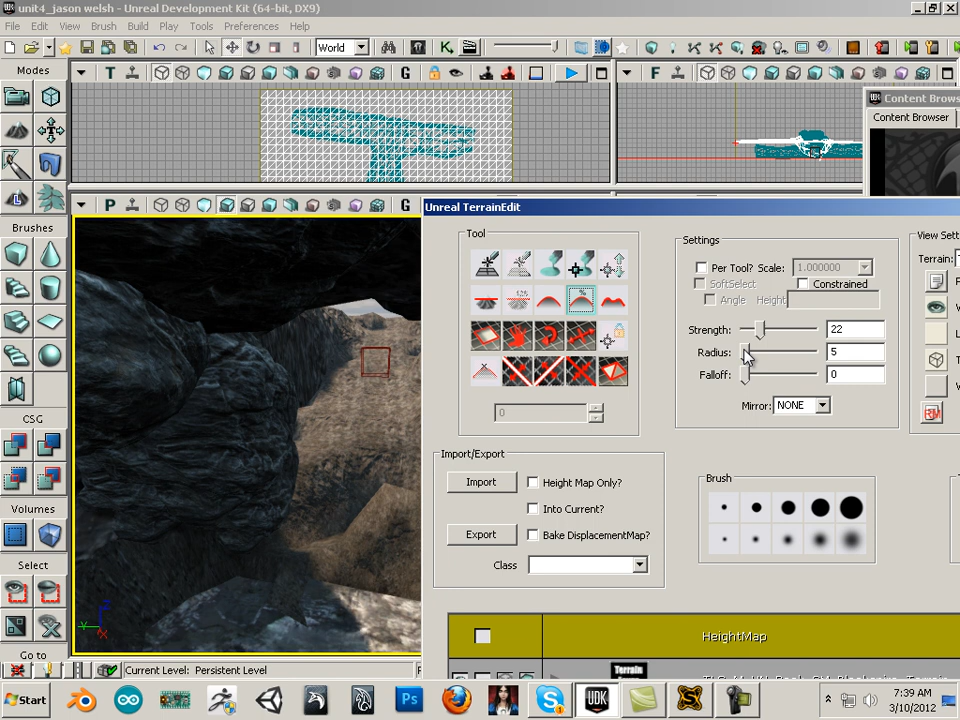 unit4_jason welsh - Unreal Development Kit (64-bit, DX9)
File Edit View Brush Build Play Tools Preferences Help
World
Modes
T
G
F
P
G
Content Brows
Content Browser
Unreal TerrainEdit
Tool
0
Settings
Per Tool? Scale: 1.000000
SoftSelect
Constrained
Angle Height
Strength: 22
Radius: 5
Falloff: 0
Mirror: NONE
View Sett
Terrain:
RM
Brushes
CSG
Volumes
Select
Go to
Import/Export
Import
Height Map Only?
Into Current?
Export
Bake DisplacementMap?
Class
Brush
HeightMap
Terrain
Current Level: Persistent Level
Start
Ps
UDK
7:39 AM
3/10/2012